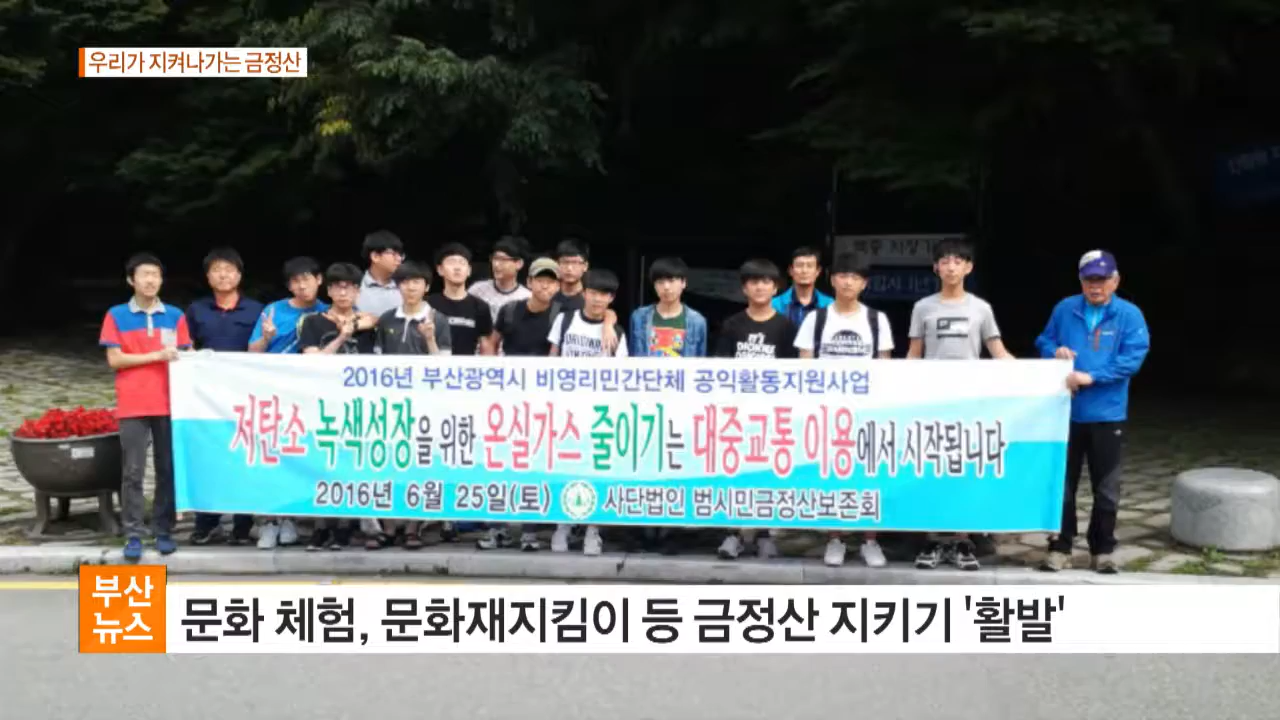 우리가 지켜나가는 금정산
2016년 부산광역시 비영리민간단체 공익활동지원사업
저탄소 녹색성장을 위한 온실가스 줄이기는 대중교통 이용에서 시작됩니다
2016년 6월 25일(토) 사단법인 범시민금정산보존회
부산
뉴스
문화 체험, 문화재지킴이 등 금정산 지키기 '활발'